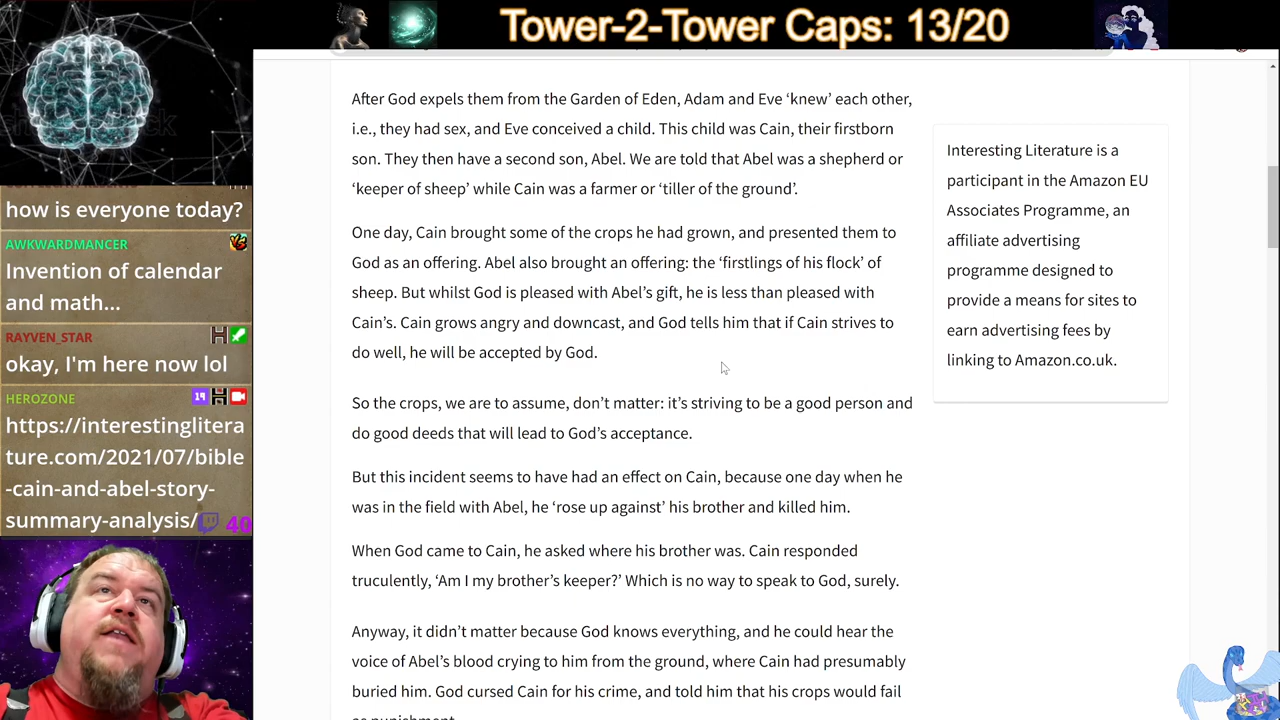 Tower-2-Tower Caps: 13/20
how is everyone today?
AWKWARDMANCER
Invention of calendar
and math...
RAYVEN_STAR
okay, I'm here now lol
19
HEROZONE
https://interestinglitera
ture.com/2021/07/bible
-cain-and-abel-story-
summary-analysis/
40
After God expels them from the Garden of Eden, Adam and Eve ‘knew’ each other,
i.e., they had sex, and Eve conceived a child. This child was Cain, their firstborn
son. They then have a second son, Abel. We are told that Abel was a shepherd or
‘keeper of sheep’ while Cain was a farmer or ‘tiller of the ground’.
One day, Cain brought some of the crops he had grown, and presented them to
God as an offering. Abel also brought an offering: the ‘firstlings of his flock’ of
sheep. But whilst God is pleased with Abel’s gift, he is less than pleased with
Cain’s. Cain grows angry and downcast, and God tells him that if Cain strives to
do well, he will be accepted by God.
So the crops, we are to assume, don’t matter: it’s striving to be a good person and
do good deeds that will lead to God’s acceptance.
But this incident seems to have had an effect on Cain, because one day when he
was in the field with Abel, he ‘rose up against’ his brother and killed him.
When God came to Cain, he asked where his brother was. Cain responded
truculently, ‘Am I my brother’s keeper?’ Which is no way to speak to God, surely.
Anyway, it didn’t matter because God knows everything, and he could hear the
voice of Abel’s blood crying to him from the ground, where Cain had presumably
buried him. God cursed Cain for his crime, and told him that his crops would fail
as punishment.
Interesting Literature is a
participant in the Amazon EU
Associates Programme, an
affiliate advertising
programme designed to
provide a means for sites to
earn advertising fees by
linking to Amazon.co.uk.